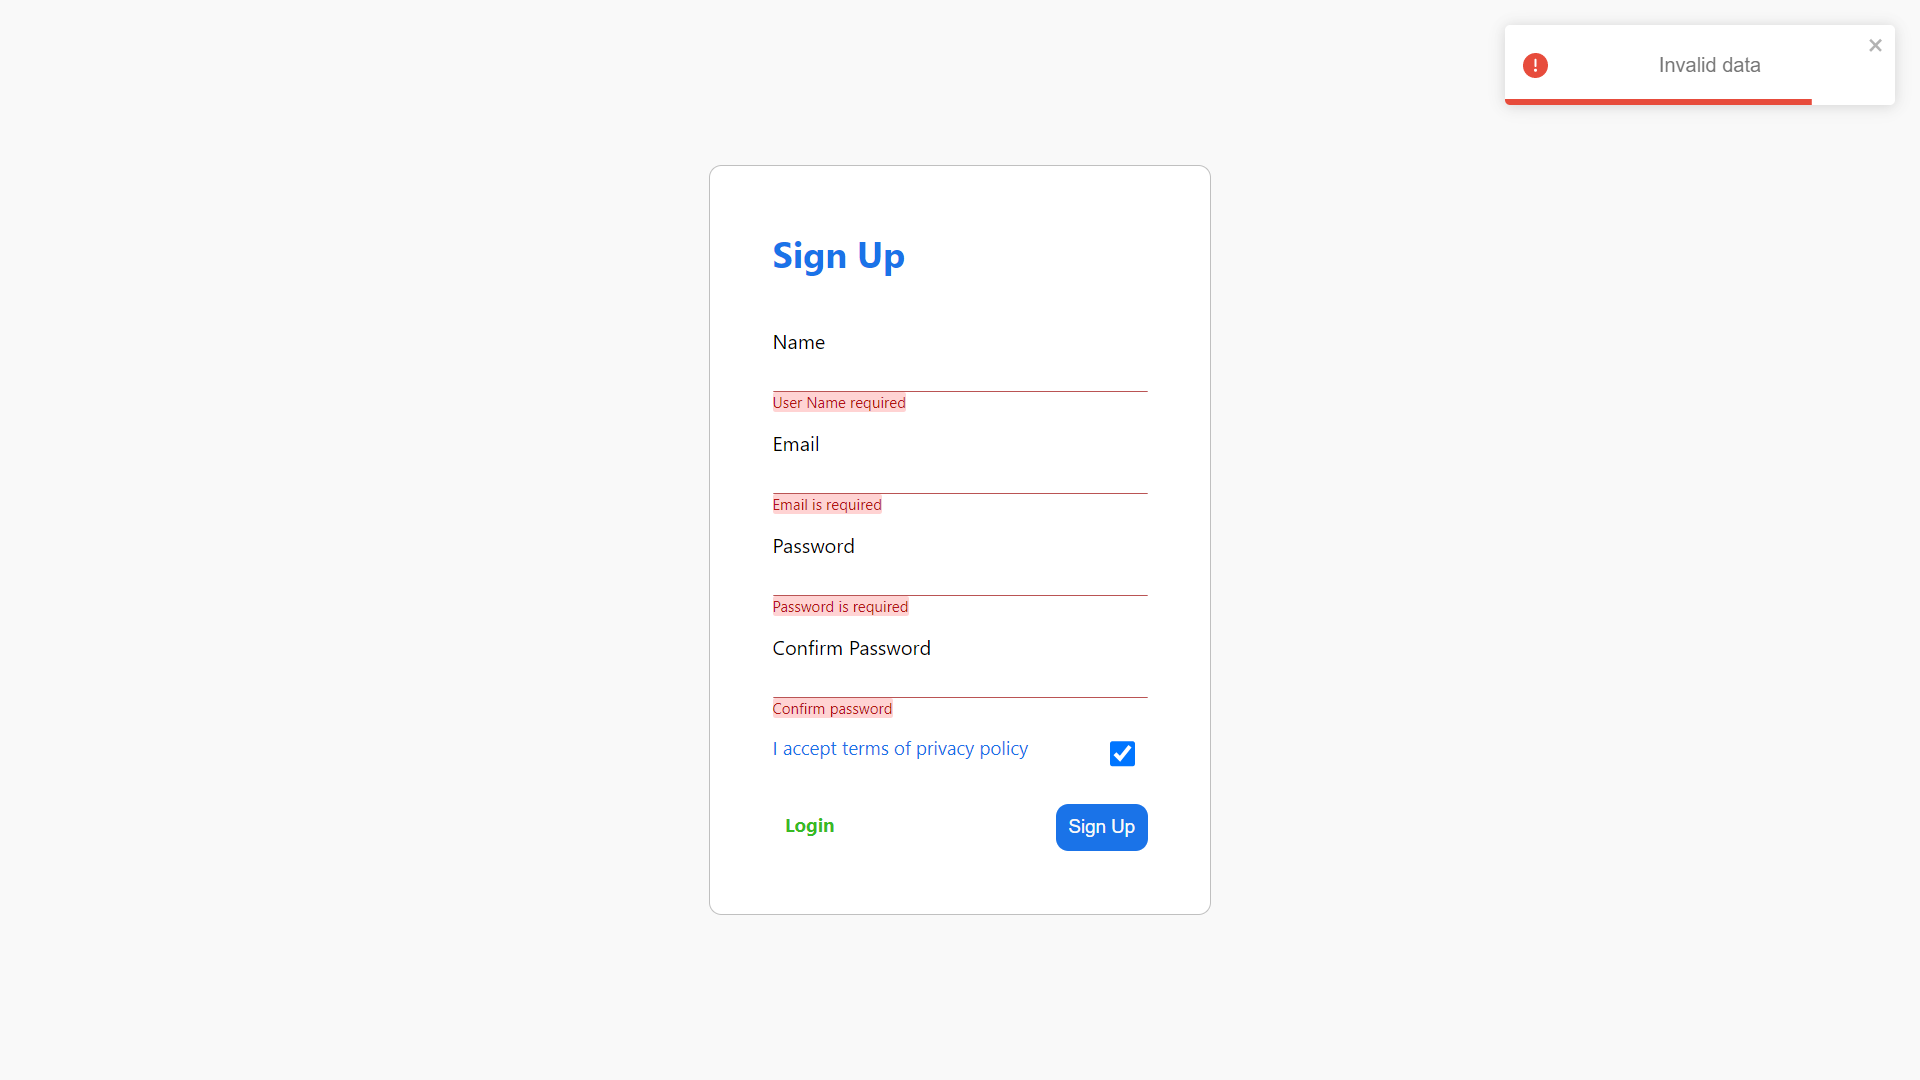 Invalid data
Sign Up
Name
User Name required
Email
Email is required
Password
Password is required
Confirm Password
Confirm password
I accept terms of privacy policy
Login
Sign Up